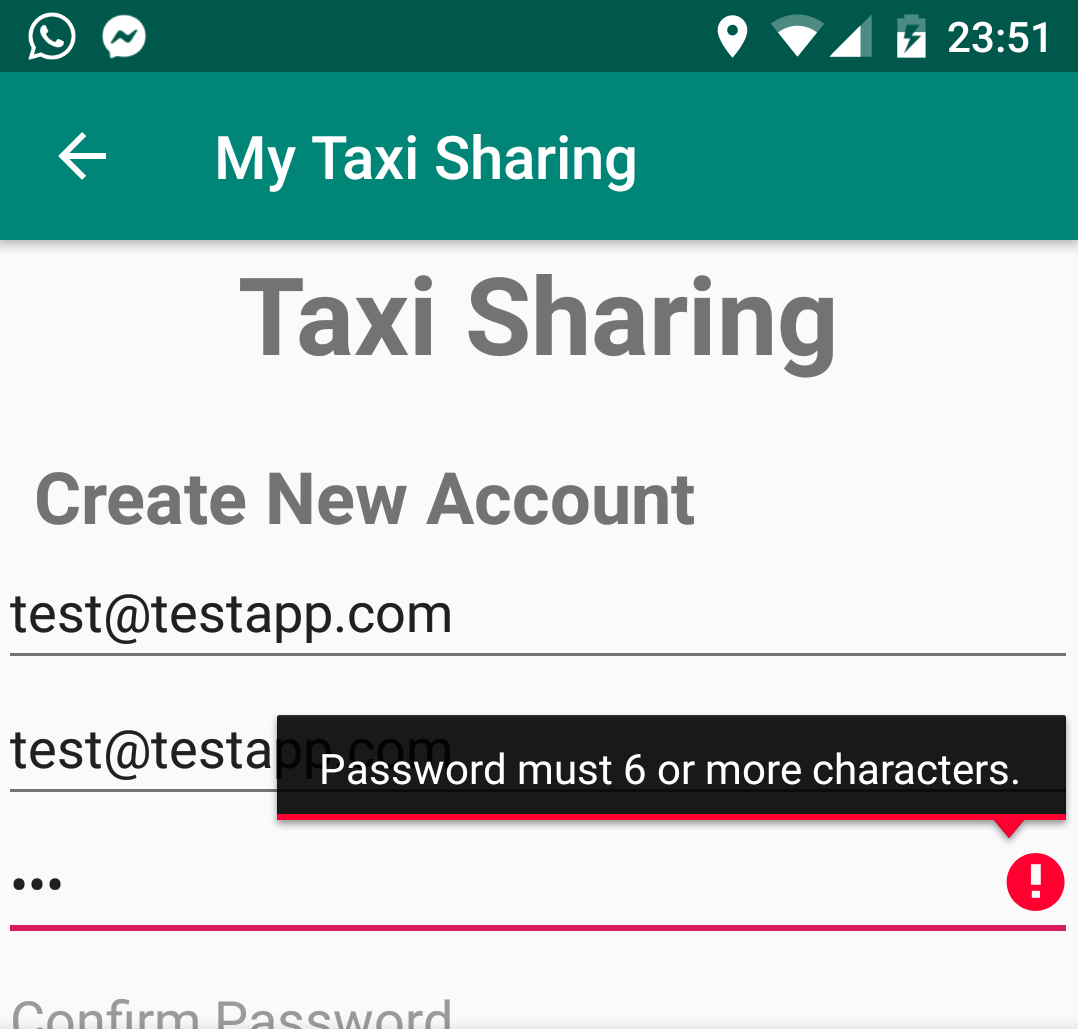 23:51
My Taxi Sharing
Taxi Sharing
Create New Account
test@testapp.com
test@testapp.com
Password must 6 or more characters.
•••
Confirm Password